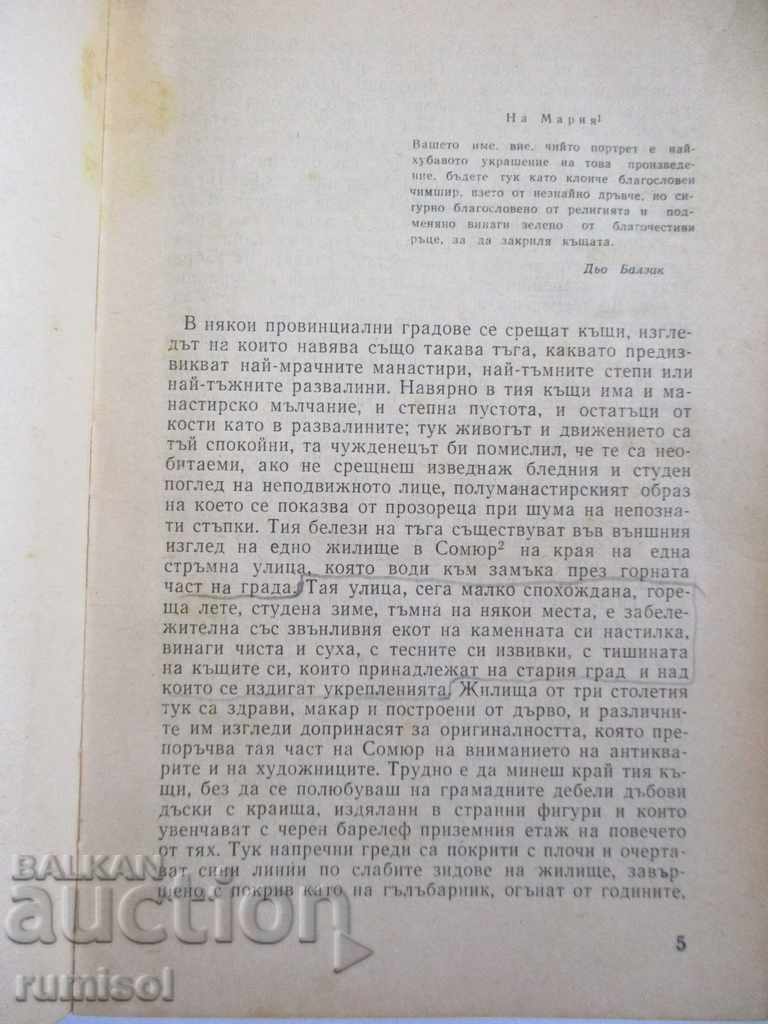 На Мария¹
Вашето име, вие, чийто портрет е най-
хубавото украшение на това произведе-
ние, бъдете тук като клонче благословен
чимшир, взето от незнайно дръвче, но си-
гурно благословено от религията и под-
меняно винаги зелено от благочестиви
ръце, за да закриля къщата.
Дьо Балзак
В някои провинциални градове се срещат къщи, изгле-
дът на които навява също такава тъга, каквато предиз-
викват най-мрачните манастири, най-тъмните степи или
най-тъжните развалини. Навярно в тия къщи има и ма-
настирско мълчание, и степна пустота, и остатъци от
кости като в развалините; тук животът и движението са
тъй спокойни, та чужденецът би помислил, че те са нео-
битаеми, ако не срещнеш изведнаж бледния и студен
поглед на неподвижното лице, полуманастирският образ
на което се показва от прозореца при шума на непозна-
ти стъпки. Тия белези на тъга съществуват във външния
изглед на едно жилище в Сомюр² на края на една
стръмна улица, която води към замъка през горната
част на града. Тая улица, сега малко спохождана, горе-
ща лете, студена зиме, тъмна на някои места, е забеле-
жителна със звънливия екот на каменната си настилка,
винаги чиста и суха, с тесните си извивки, с тишината
на къщите си, които принадлежат на стария град и над
които се издигат укрепленията. Жилища от три столетия
тук са здрави, макар и построени от дърво, и различни-
те им изгледи допринасят за оригиналността, която пре-
поръчва тая част на Сомюр на вниманието на антиква-
рите и на художниците. Трудно е да минеш край тия къ-
щи, без да се полюбуваш на грамадните дебели дъбови
дъски с краища, издялани в странни фигури и които
увенчават с черен барелеф приземния етаж на повечето
от тях. Тук напречни греди са покрити с плочи и очерта-
ват сини линии по слабите зидове на жилище, завър-
шено с покрив като на гълъбарник, огънат от годините,
5
BALKAN
auction
rumisol